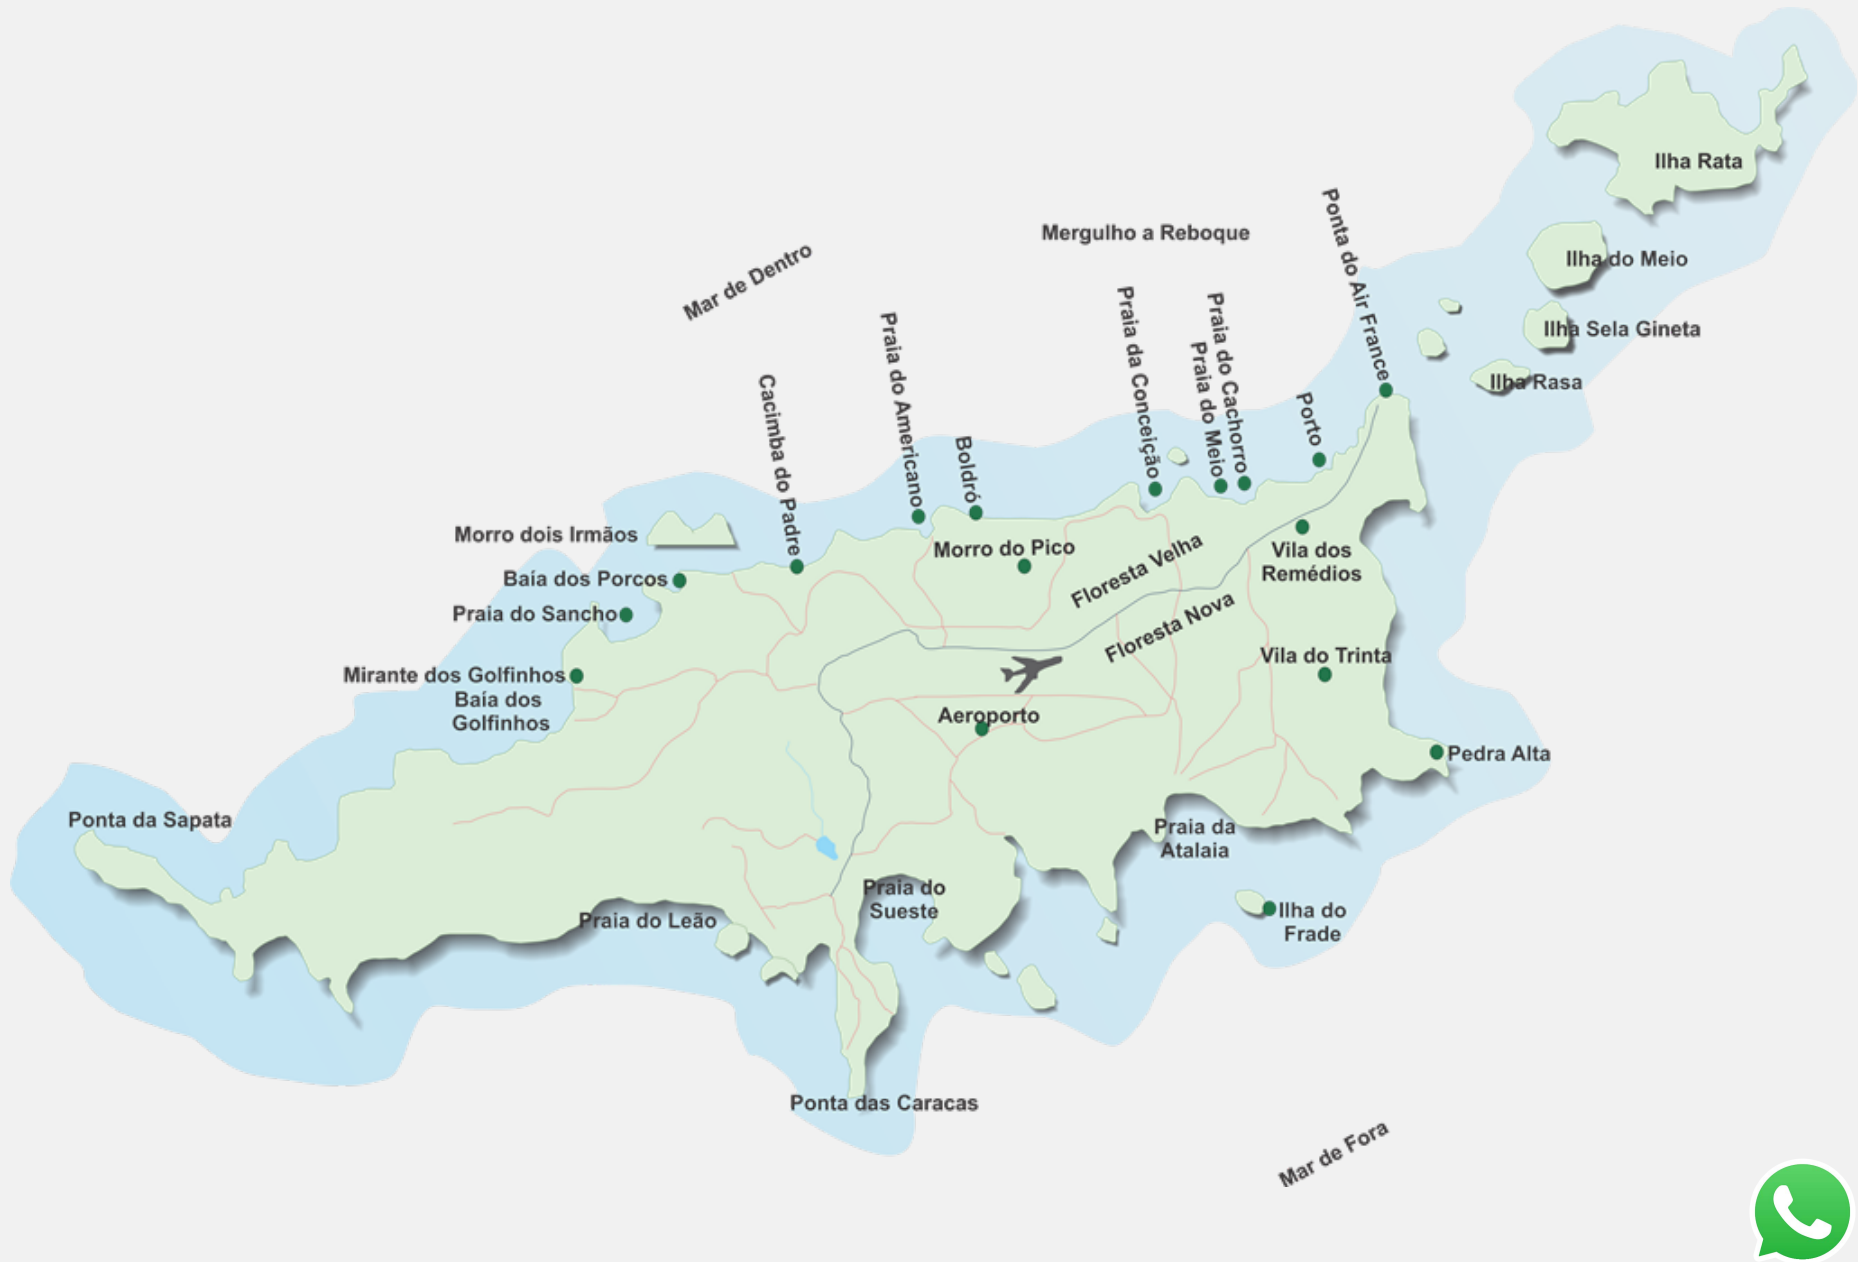 Ilha Rata
Ponta do Air France
Mergulho a Reboque
Mar de Dentro
Ilha do Meio
Praia da Conceição
Praia do Cachorro
Praia do Americano
Ilha Sela Gineta
Praia do Meio
Cacimba do Padre
Ilha Rasa
Porto
Boldró
Morro dois Irmãos
Morro do Pico
Floresta Velha
Vila dos
Remédios
Baía dos Porcos
Praia do Sancho
Floresta Nova
Vila do Trinta
Mirante dos Golfinhos
Baía dos
Golfinhos
Aeroporto
Pedra Alta
Ponta da Sapata
Praia da
Atalaia
Praia do
Sueste
Praia do Leão
Ilha do
Frade
Ponta das Caracas
Mar de Fora